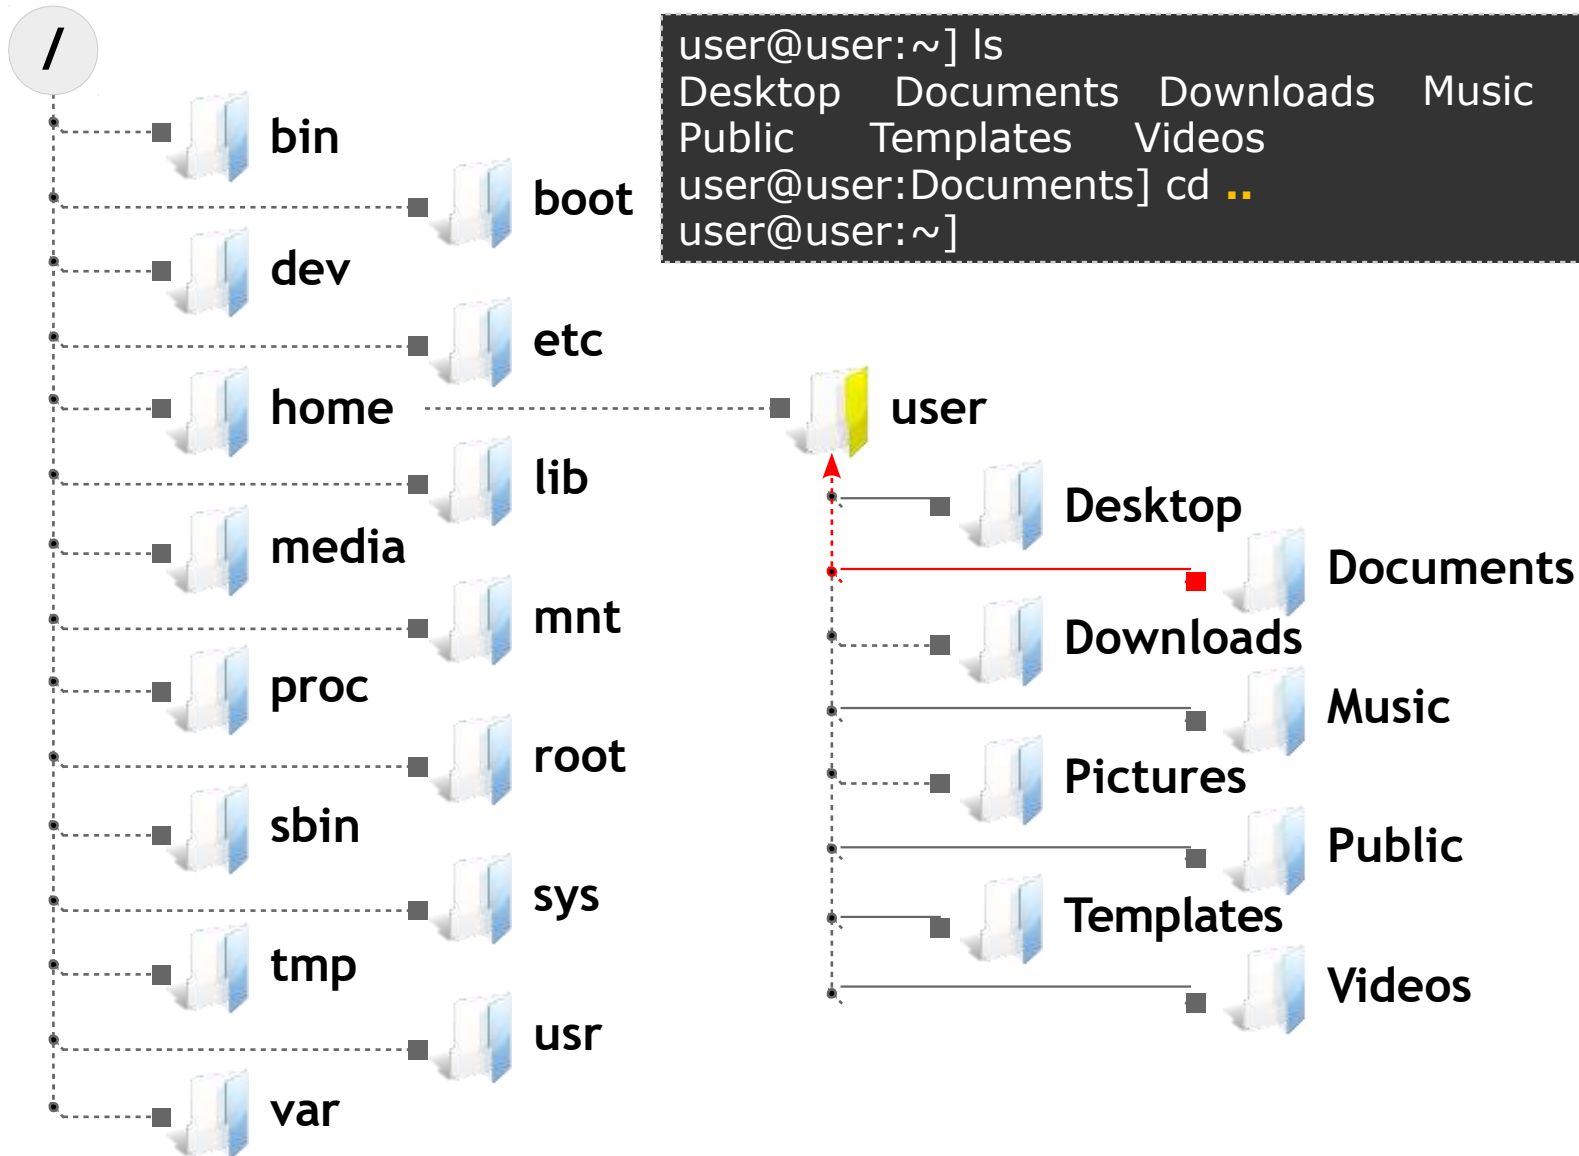 /
user@user:~] ls
Desktop Documents Downloads Music
Public Templates Videos
user@user:Documents] cd ..
user@user:~]
bin
boot
dev
etc
home
user
lib
Desktop
media
Documents
mnt
Downloads
proc
Music
root
Pictures
sbin
Public
sys
Templates
tmp
Videos
usr
var